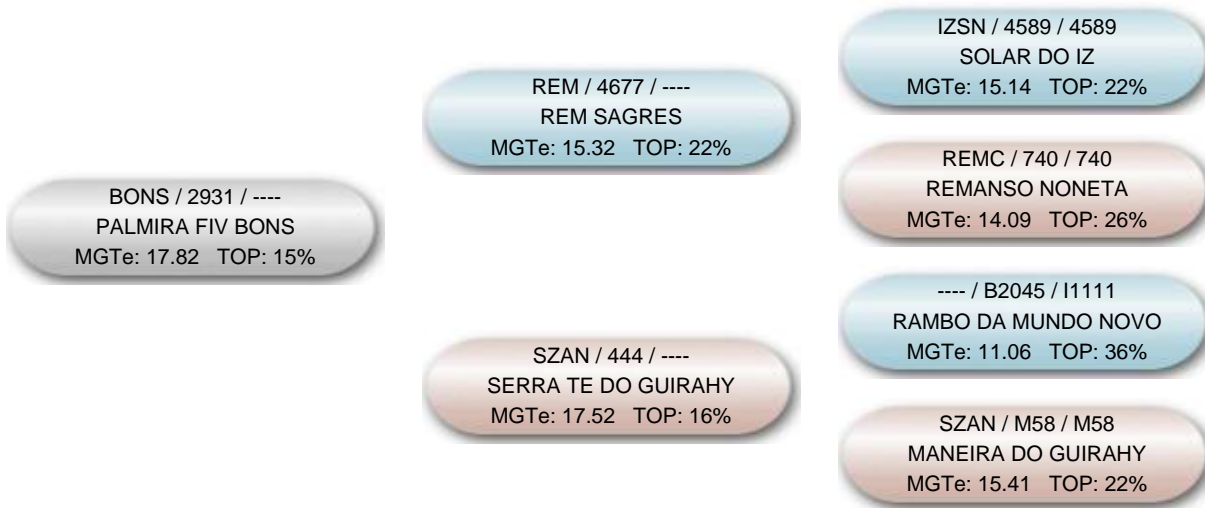 BONS / 2931 / ----
PALMIRA FIV BONS
MGTe: 17.82 TOP: 15%
REM / 4677 / ----
REM SAGRES
MGTe: 15.32 TOP: 22%
SZAN / 444 / ----
SERRA TE DO GUIRAHY
MGTe: 17.52 TOP: 16%
IZSN / 4589 / 4589
SOLAR DO IZ
MGTe: 15.14 TOP: 22%
REMC / 740 / 740
REMANSO NONETA
MGTe: 14.09 TOP: 26%
---- / B2045 / I1111
RAMBO DA MUNDO NOVO
MGTe: 11.06 TOP: 36%
SZAN / M58 / M58
MANEIRA DO GUIRAHY
MGTe: 15.41 TOP: 22%